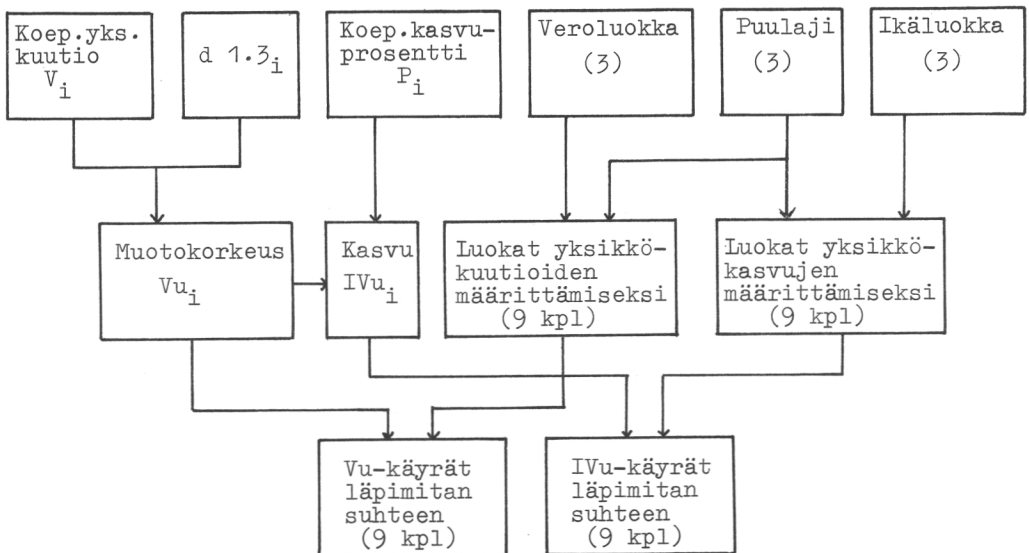 Koep.yks.
kuutio
V_i
d 1.3_i
Koep.kasvu-
prosentti
P_i
Veroluokka
(3)
Puulaji
(3)
Ikäluokka
(3)
Muotokorkeus
Vu_i
Kasvu
IVu_i
Luokat yksikkö-
kuutioiden
määrittämiseksi
(9 kpl)
Luokat yksikkö-
kasvujen
määrittämiseksi
(9 kpl)
Vu-käyrät
läpimitan
suhteen
(9 kpl)
IVu-käyrät
läpimitan
suhteen
(9 kpl)